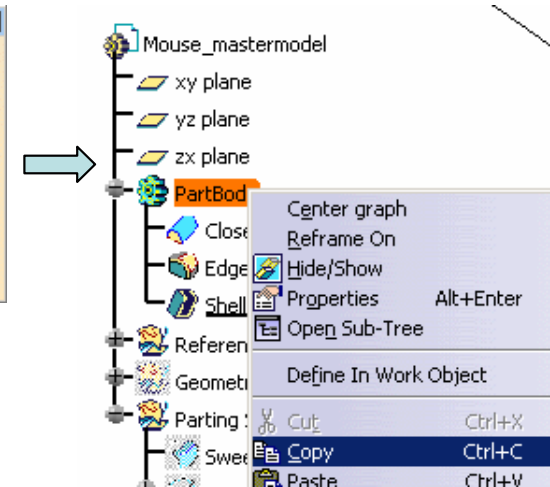 Mouse_mastermodel
xy plane
yz plane
zx plane
PartBod
Center graph
Close
Reframe On
Edge
Hide/Show
Shell
Properties Alt+Enter
Open Sub-Tree
Referen
Geometr
Define In Work Object
Parting S
Cut Ctrl+X
Swee
Copy Ctrl+C
Paste Ctrl+V